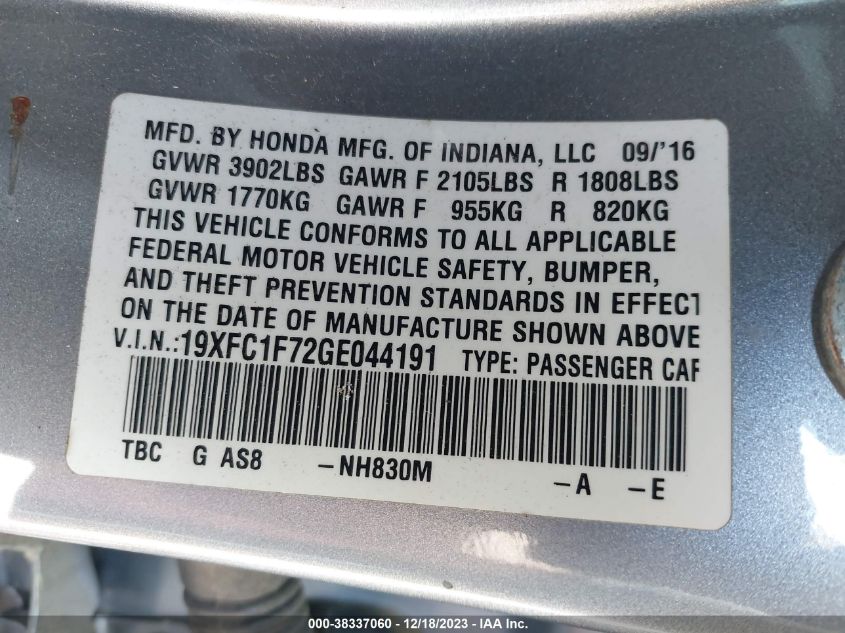 MFD. BY HONDA MFG. OF INDIANA, LLC 09/'16
GVWR 3902LBS GAWR F 2105LBS R 1808LBS
GVWR 1770KG GAWR F 955KG R 820KG
THIS VEHICLE CONFORMS TO ALL APPLICABLE
FEDERAL MOTOR VEHICLE SAFETY, BUMPER,
AND THEFT PREVENTION STANDARDS IN EFFECT
ON THE DATE OF MANUFACTURE SHOWN ABOVE
V.I.N.:19XFC1F72GE044191 TYPE: PASSENGER CAR
TBC G AS8 -NH830M -A -E
000-38337060 - 12/18/2023 - IAA Inc.